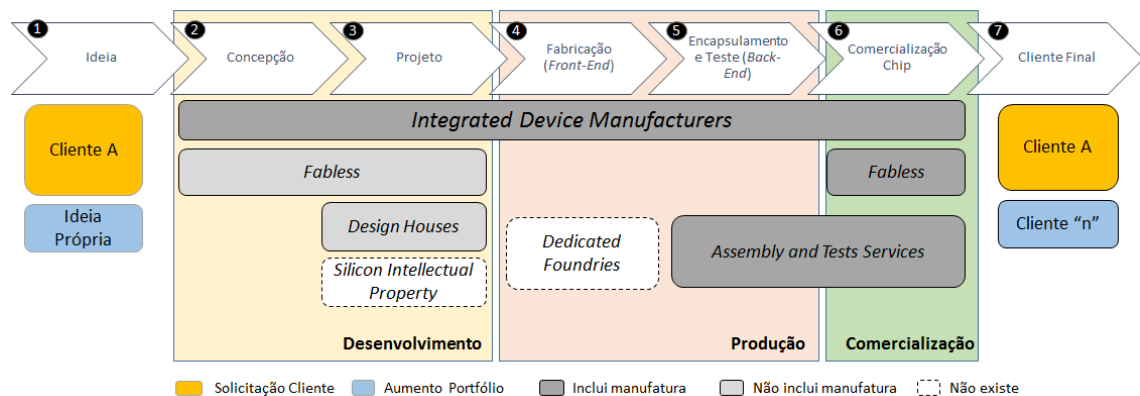 1
Ideia
2
Concepção
3
Projeto
4
Fabricação
(Front-End)
5
Encapsulamento
e Teste (Back-
End)
6
Comercialização
Chip
7
Cliente Final
Cliente A
Ideia
Própria
Integrated Device Manufacturers
Fabless
Fabless
Design Houses
Silicon Intellectual
Property
Dedicated
Foundries
Assembly and Tests Services
Cliente A
Cliente “n”
Desenvolvimento
Produção
Comercialização
Solicitação Cliente
Aumento Portfólio
Inclui manufatura
Não inclui manufatura
Não existe